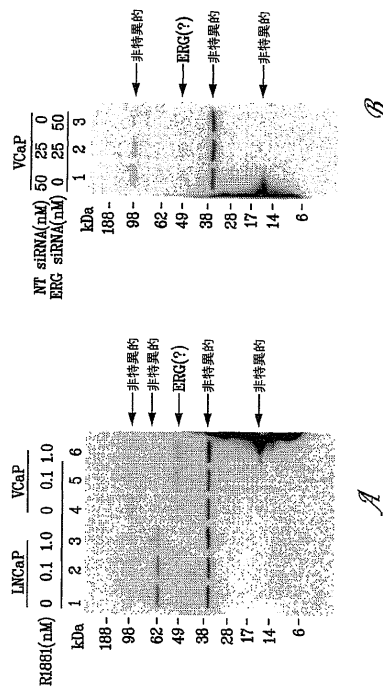 LNCaP VCaP
R1881(nM) 0 0.1 1.0 0 0.1 1.0
kDa 1 2 3 4 5 6
188-
98- 非特異的
62- 非特異的
49- ERG(?)
38- 非特異的
28-
17- 非特異的
14-
6-
A
VCaP
NT siRNA(nM) 50 25 0
ERG siRNA(nM) 0 25 50
kDa 1 2 3
188-
98- 非特異的
62-
49- ERG(?)
38- 非特異的
28-
17- 非特異的
14-
6-
B